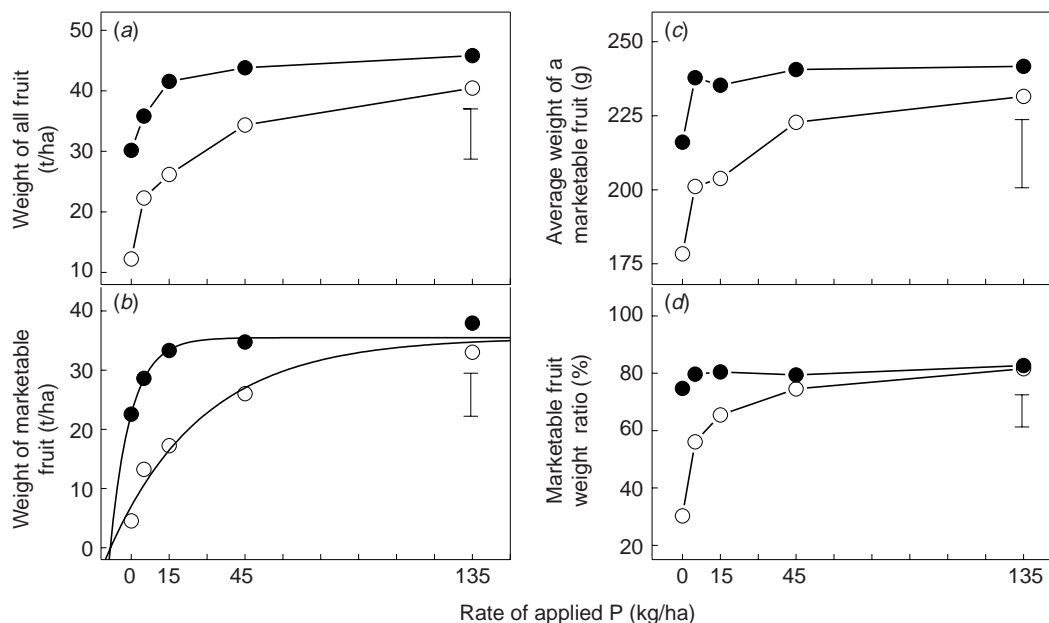 (a)
50
40
30
20
10
Weight of all fruit
(t/ha)
(c)
250
225
200
175
Average weight of a
marketable fruit (g)
(b)
40
30
20
10
0
Weight of marketable
fruit (t/ha)
0 15 45 135
(d)
100
80
60
40
20
Marketable fruit
weight ratio (%)
0 15 45 135
Rate of applied P (kg/ha)